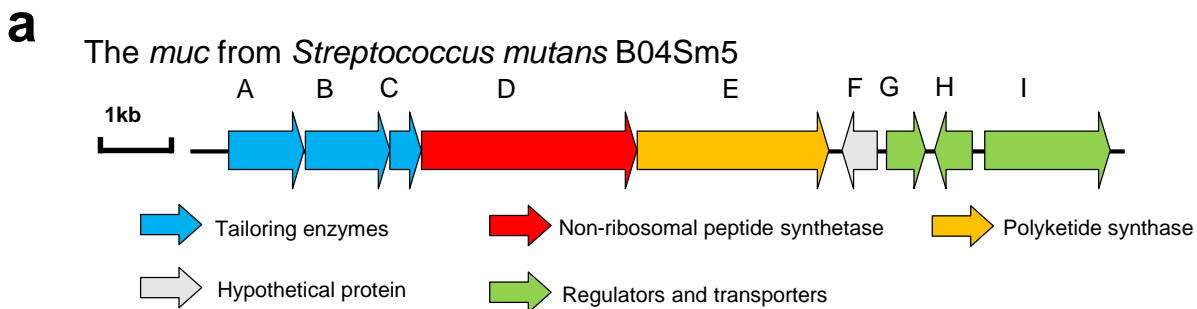 a
The muc from Streptococcus mutans B04Sm5
A B C D E F G H I
1kb
Tailoring enzymes Non-ribosomal peptide synthetase Polyketide synthase
Hypothetical protein Regulators and transporters